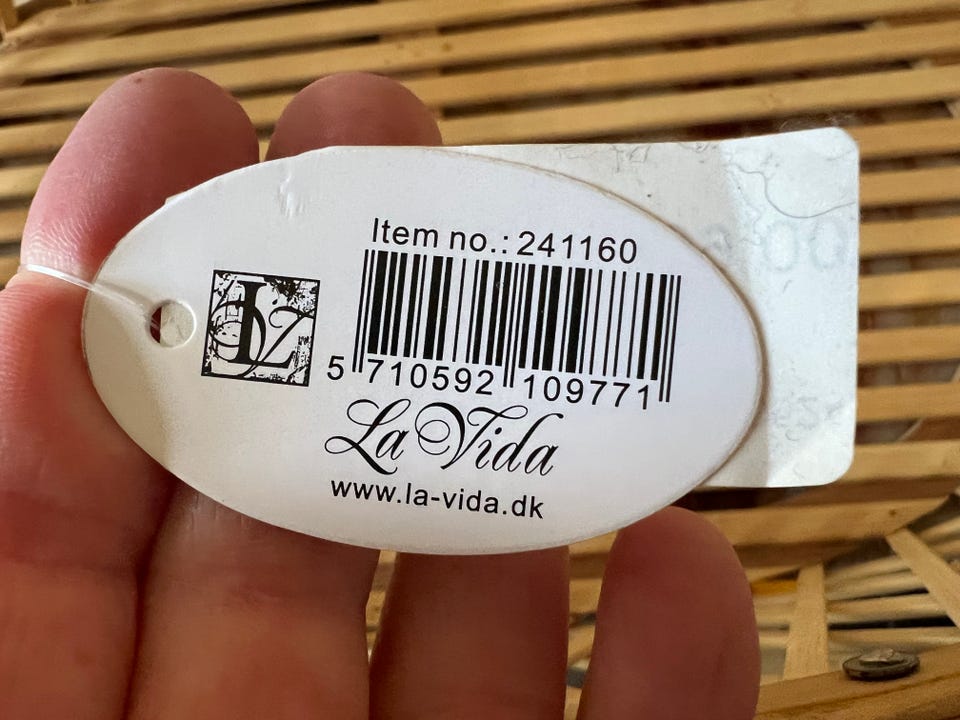 Item no.: 241160
5 710592 109771
La Vida
www.la-vida.dk